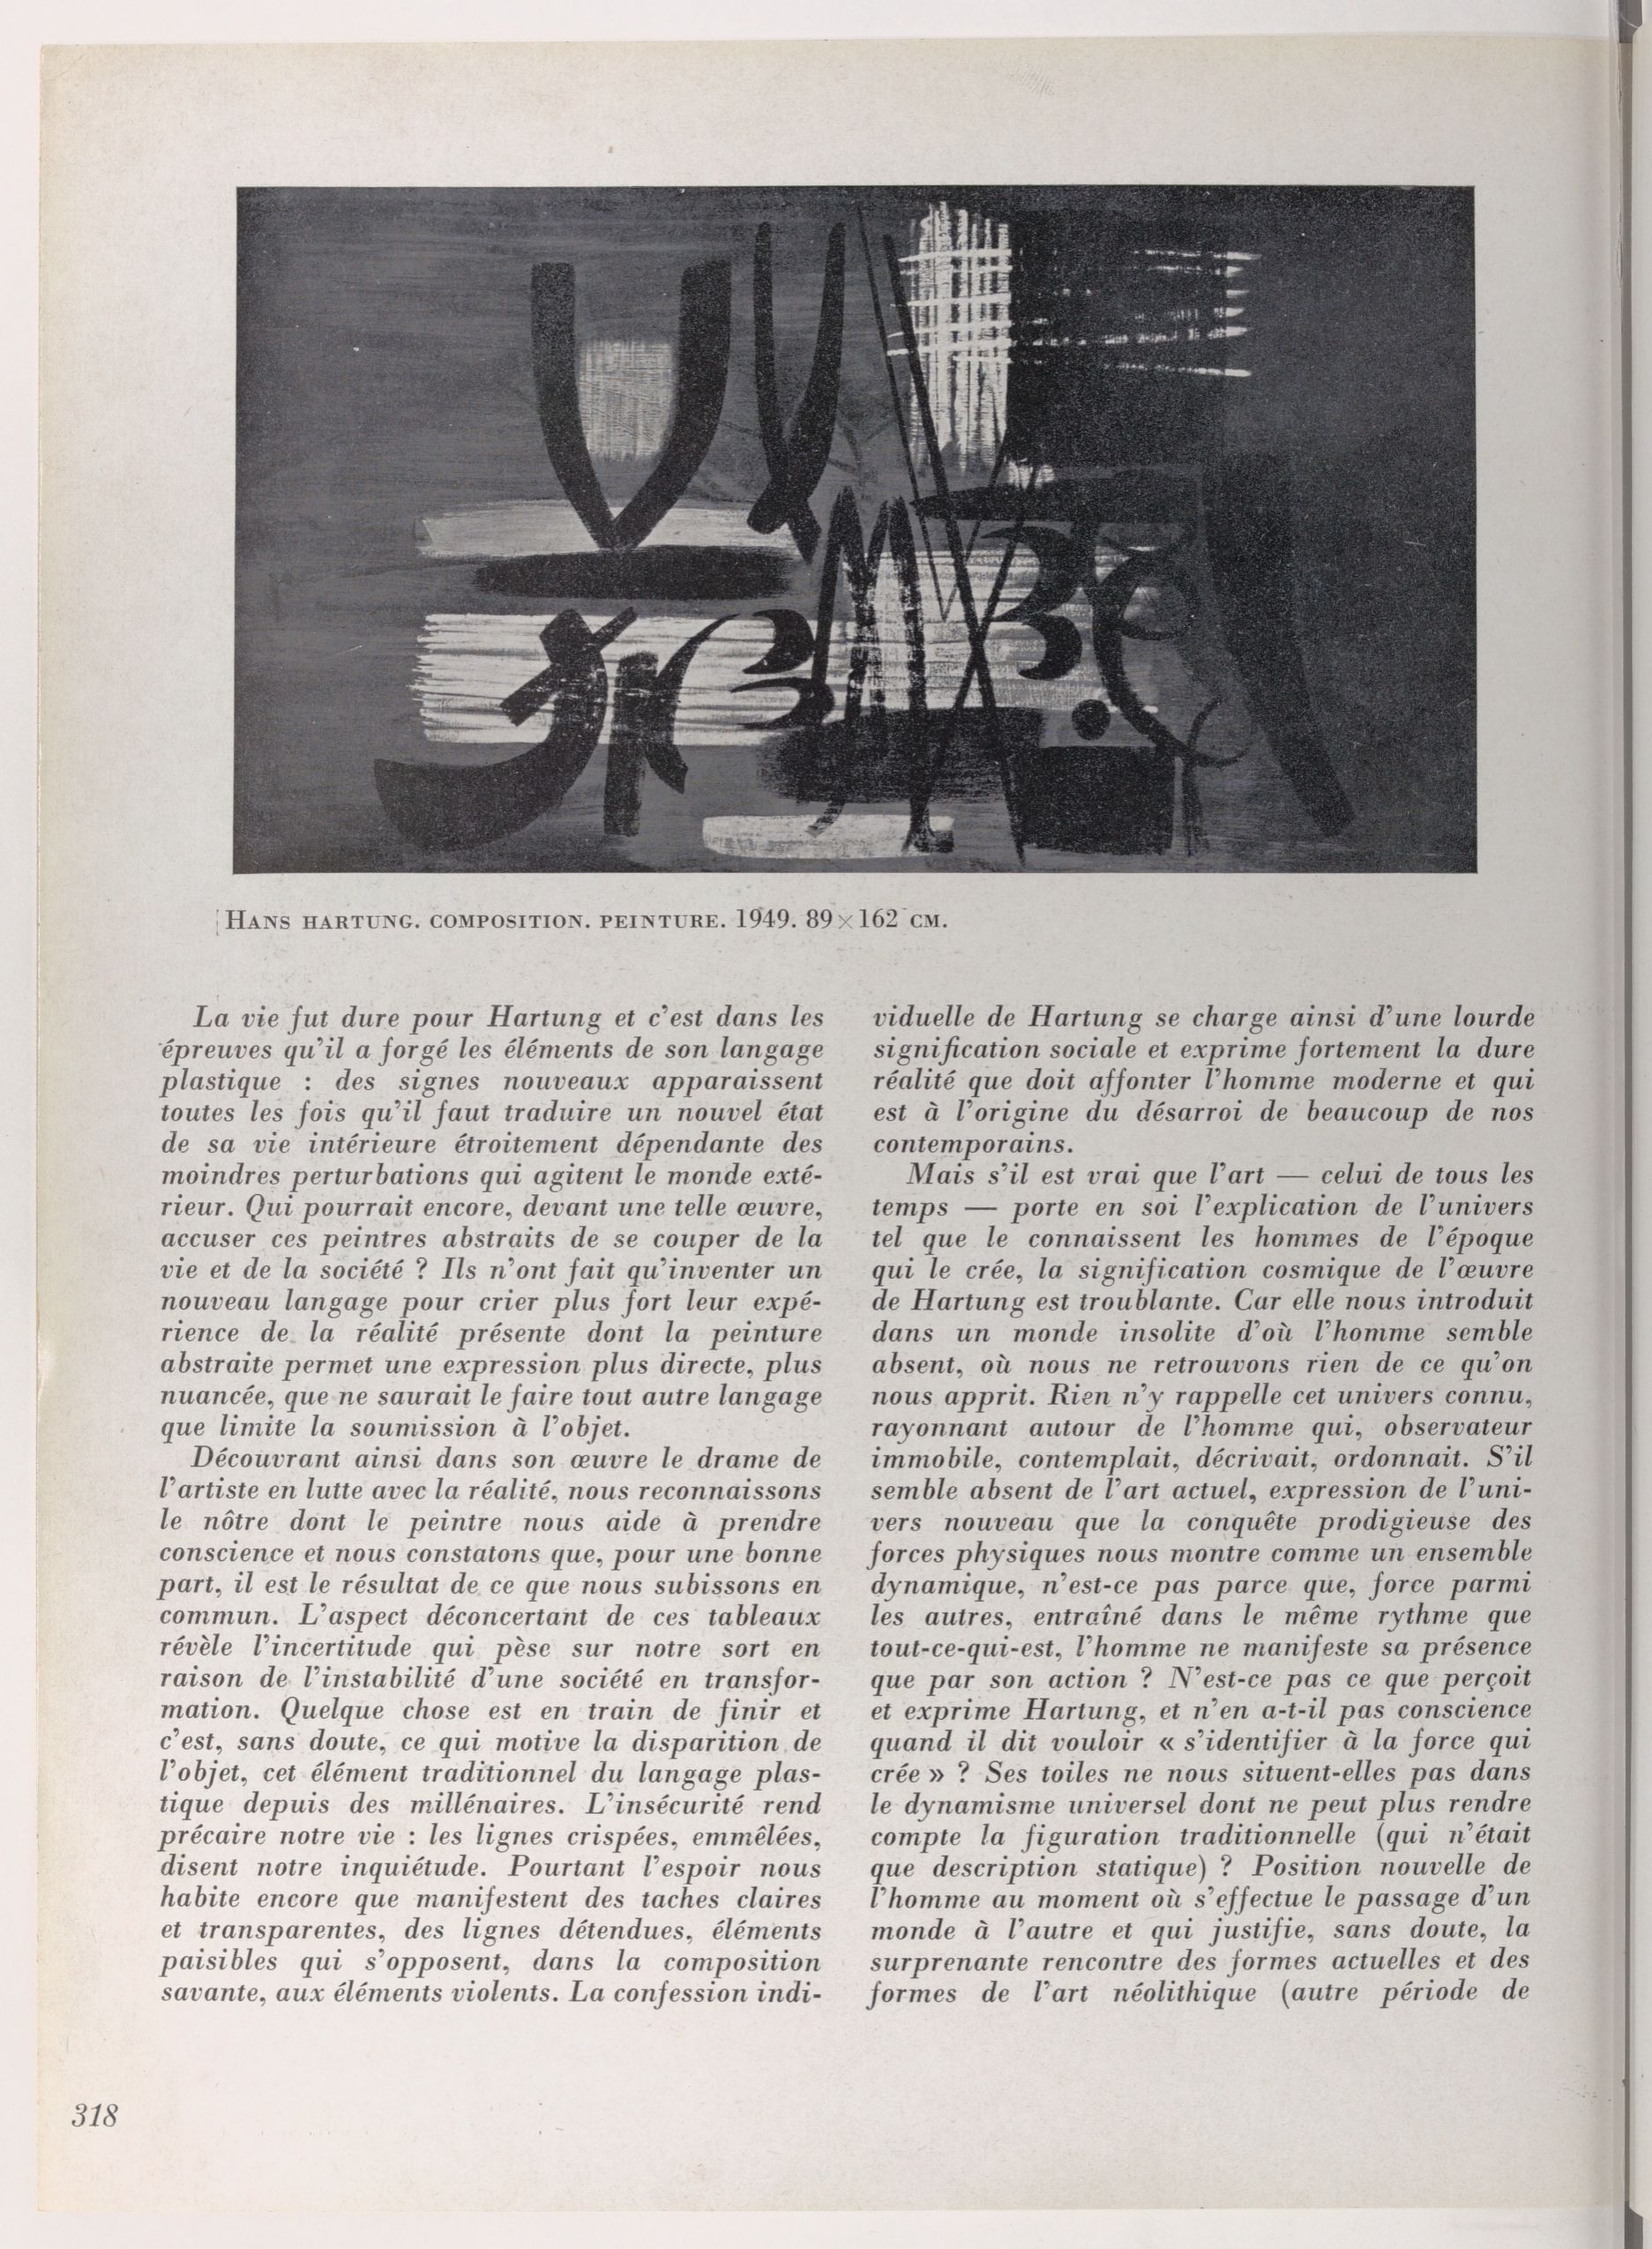 HANS HARTUNG. COMPOSITION. PEINTURE. 1949. 89×162 CM.
La vie fut dure pour Hartung et c'est dans les
épreuves qu'il a forgé les éléments de son langage
plastique : des signes nouveaux apparaissent
toutes les fois qu'il faut traduire un nouvel état
de sa vie intérieure étroitement dépendante des
moindres perturbations qui agitent le monde exté-
rieur. Qui pourrait encore, devant une telle œuvre,
accuser ces peintres abstraits de se couper de la
vie et de la société ? Ils n'ont fait qu'inventer un
nouveau langage pour crier plus fort leur expé-
rience de la réalité présente dont la peinture
abstraite permet une expression plus directe, plus
nuancée, que ne saurait le faire tout autre langage
que limite la soumission à l'objet.
Découvrant ainsi dans son œuvre le drame de
l'artiste en lutte avec la réalité, nous reconnaissons
le nôtre dont le peintre nous aide à prendre
conscience et nous constatons que, pour une bonne
part, il est le résultat de ce que nous subissons en
commun. L'aspect déconcertant de ces tableaux
révèle l'incertitude qui pèse sur notre sort en
raison de l'instabilité d'une société en transfor-
mation. Quelque chose est en train de finir et
c'est, sans doute, ce qui motive la disparition de
l'objet, cet élément traditionnel du langage plas-
tique depuis des millénaires. L'insécurité rend
précaire notre vie : les lignes crispées, emmêlées,
disent notre inquiétude. Pourtant l'espoir nous
habite encore que manifestent des taches claires
et transparentes, des lignes détendues, éléments
paisibles qui s'opposent, dans la composition
savante, aux éléments violents. La confession indi-
viduelle de Hartung se charge ainsi d'une lourde
signification sociale et exprime fortement la dure
réalité que doit affonter l'homme moderne et qui
est à l'origine du désarroi de beaucoup de nos
contemporains.
Mais s'il est vrai que l'art — celui de tous les
temps — porte en soi l'explication de l'univers
tel que le connaissent les hommes de l'époque
qui le crée, la signification cosmique de l'œuvre
de Hartung est troublante. Car elle nous introduit
dans un monde insolite d'où l'homme semble
absent, où nous ne retrouvons rien de ce qu'on
nous apprit. Rien n'y rappelle cet univers connu,
rayonnant autour de l'homme qui, observateur
immobile, contemplait, décrivait, ordonnait. S'il
semble absent de l'art actuel, expression de l'uni-
vers nouveau que la conquête prodigieuse des
forces physiques nous montre comme un ensemble
dynamique, n'est-ce pas parce que, force parmi
les autres, entraîné dans le même rythme que
tout-ce-qui-est, l'homme ne manifeste sa présence
que par son action ? N'est-ce pas ce que perçoit
et exprime Hartung, et n'en a-t-il pas conscience
quand il dit vouloir « s'identifier à la force qui
crée » ? Ses toiles ne nous situent-elles pas dans
le dynamisme universel dont ne peut plus rendre
compte la figuration traditionnelle (qui n'était
que description statique) ? Position nouvelle de
l'homme au moment où s'effectue le passage d'un
monde à l'autre et qui justifie, sans doute, la
surprenante rencontre des formes actuelles et des
formes de l'art néolithique (autre période de
318